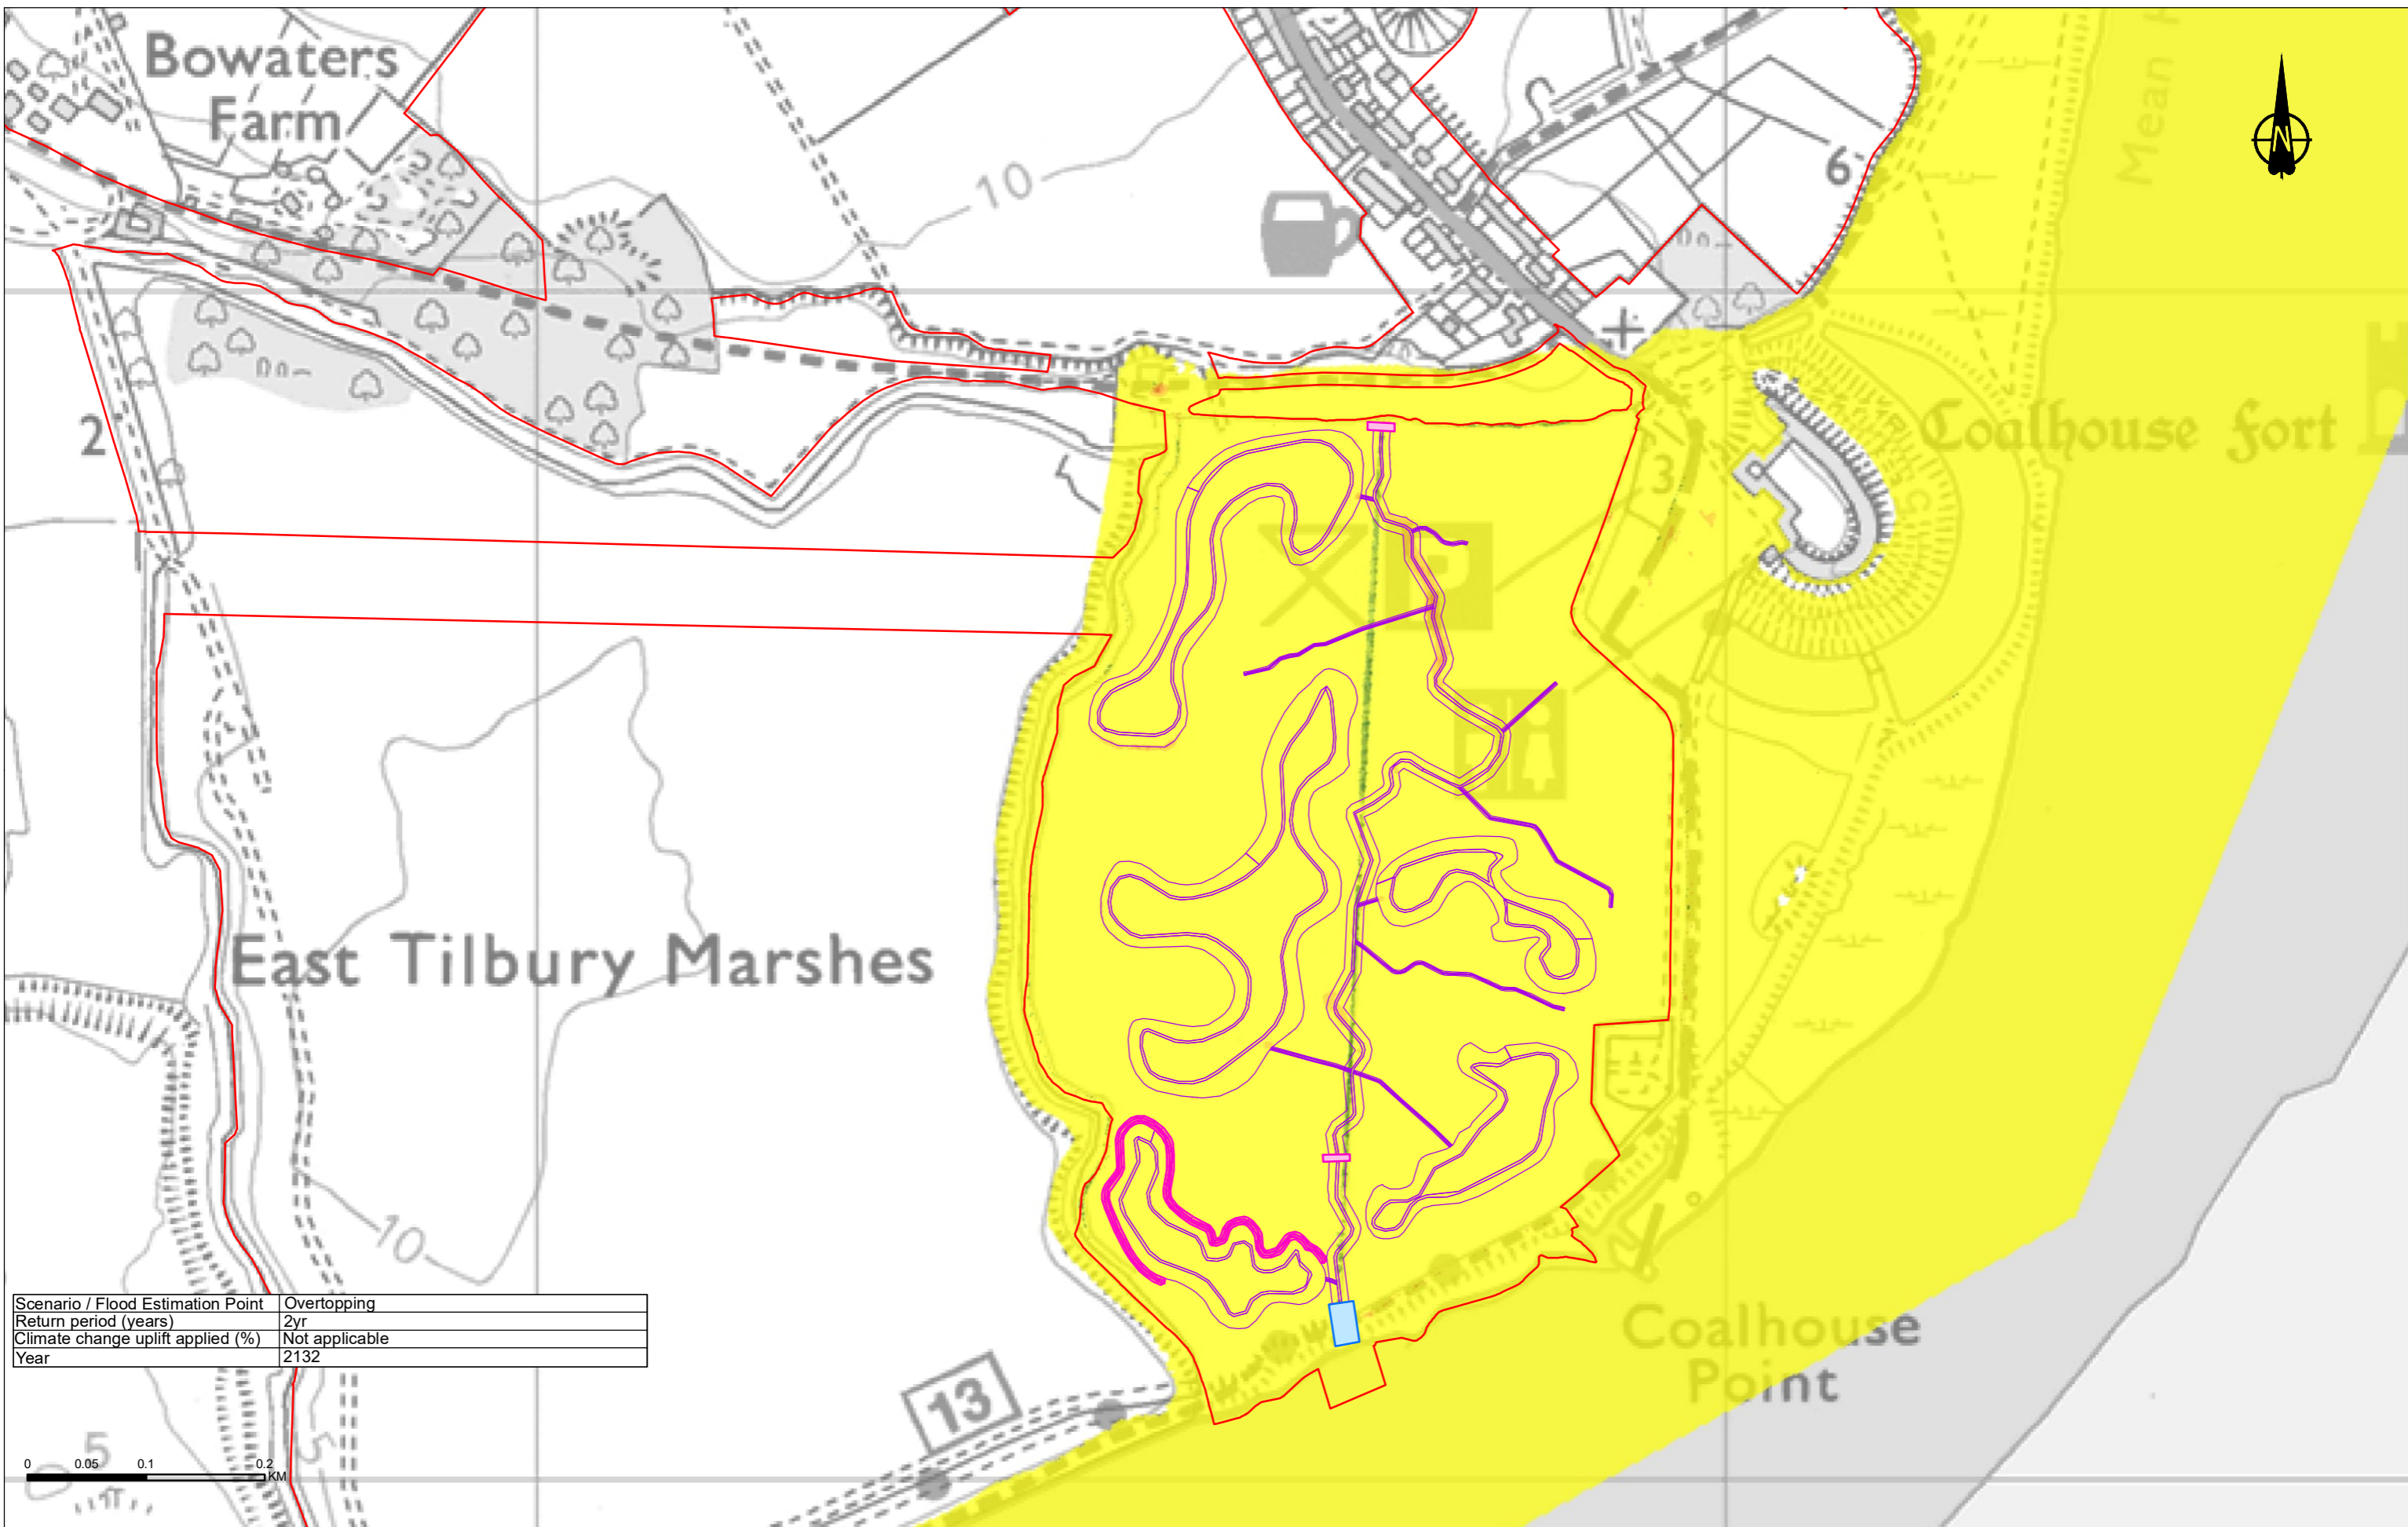 Bowaters
Farm
10
Mean H
N
6
Coalhouse Fort
2
3
P
East Tilbury Marshes
10
Scenario / Flood Estimation Point Overtopping
Return period (years) 2yr
Climate change uplift applied (%) Not applicable
Year 2132
Coalhouse
Point
13
5
5
0 0.05 0.1 0.2
KM